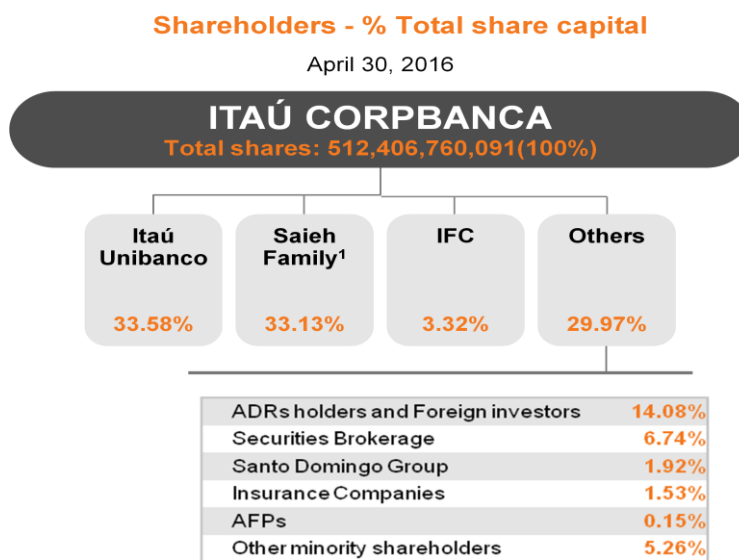 Shareholders - % Total share capital
April 30, 2016
ITAÚ CORPBANCA
Total shares: 512,406,760,091(100%)
Itaú
Unibanco
33.58%
Saieh
Family¹
33.13%
IFC
3.32%
Others
29.97%
ADRs holders and Foreign investors 14.08%
Securities Brokerage 6.74%
Santo Domingo Group 1.92%
Insurance Companies 1.53%
AFPs 0.15%
Other minority shareholders 5.26%